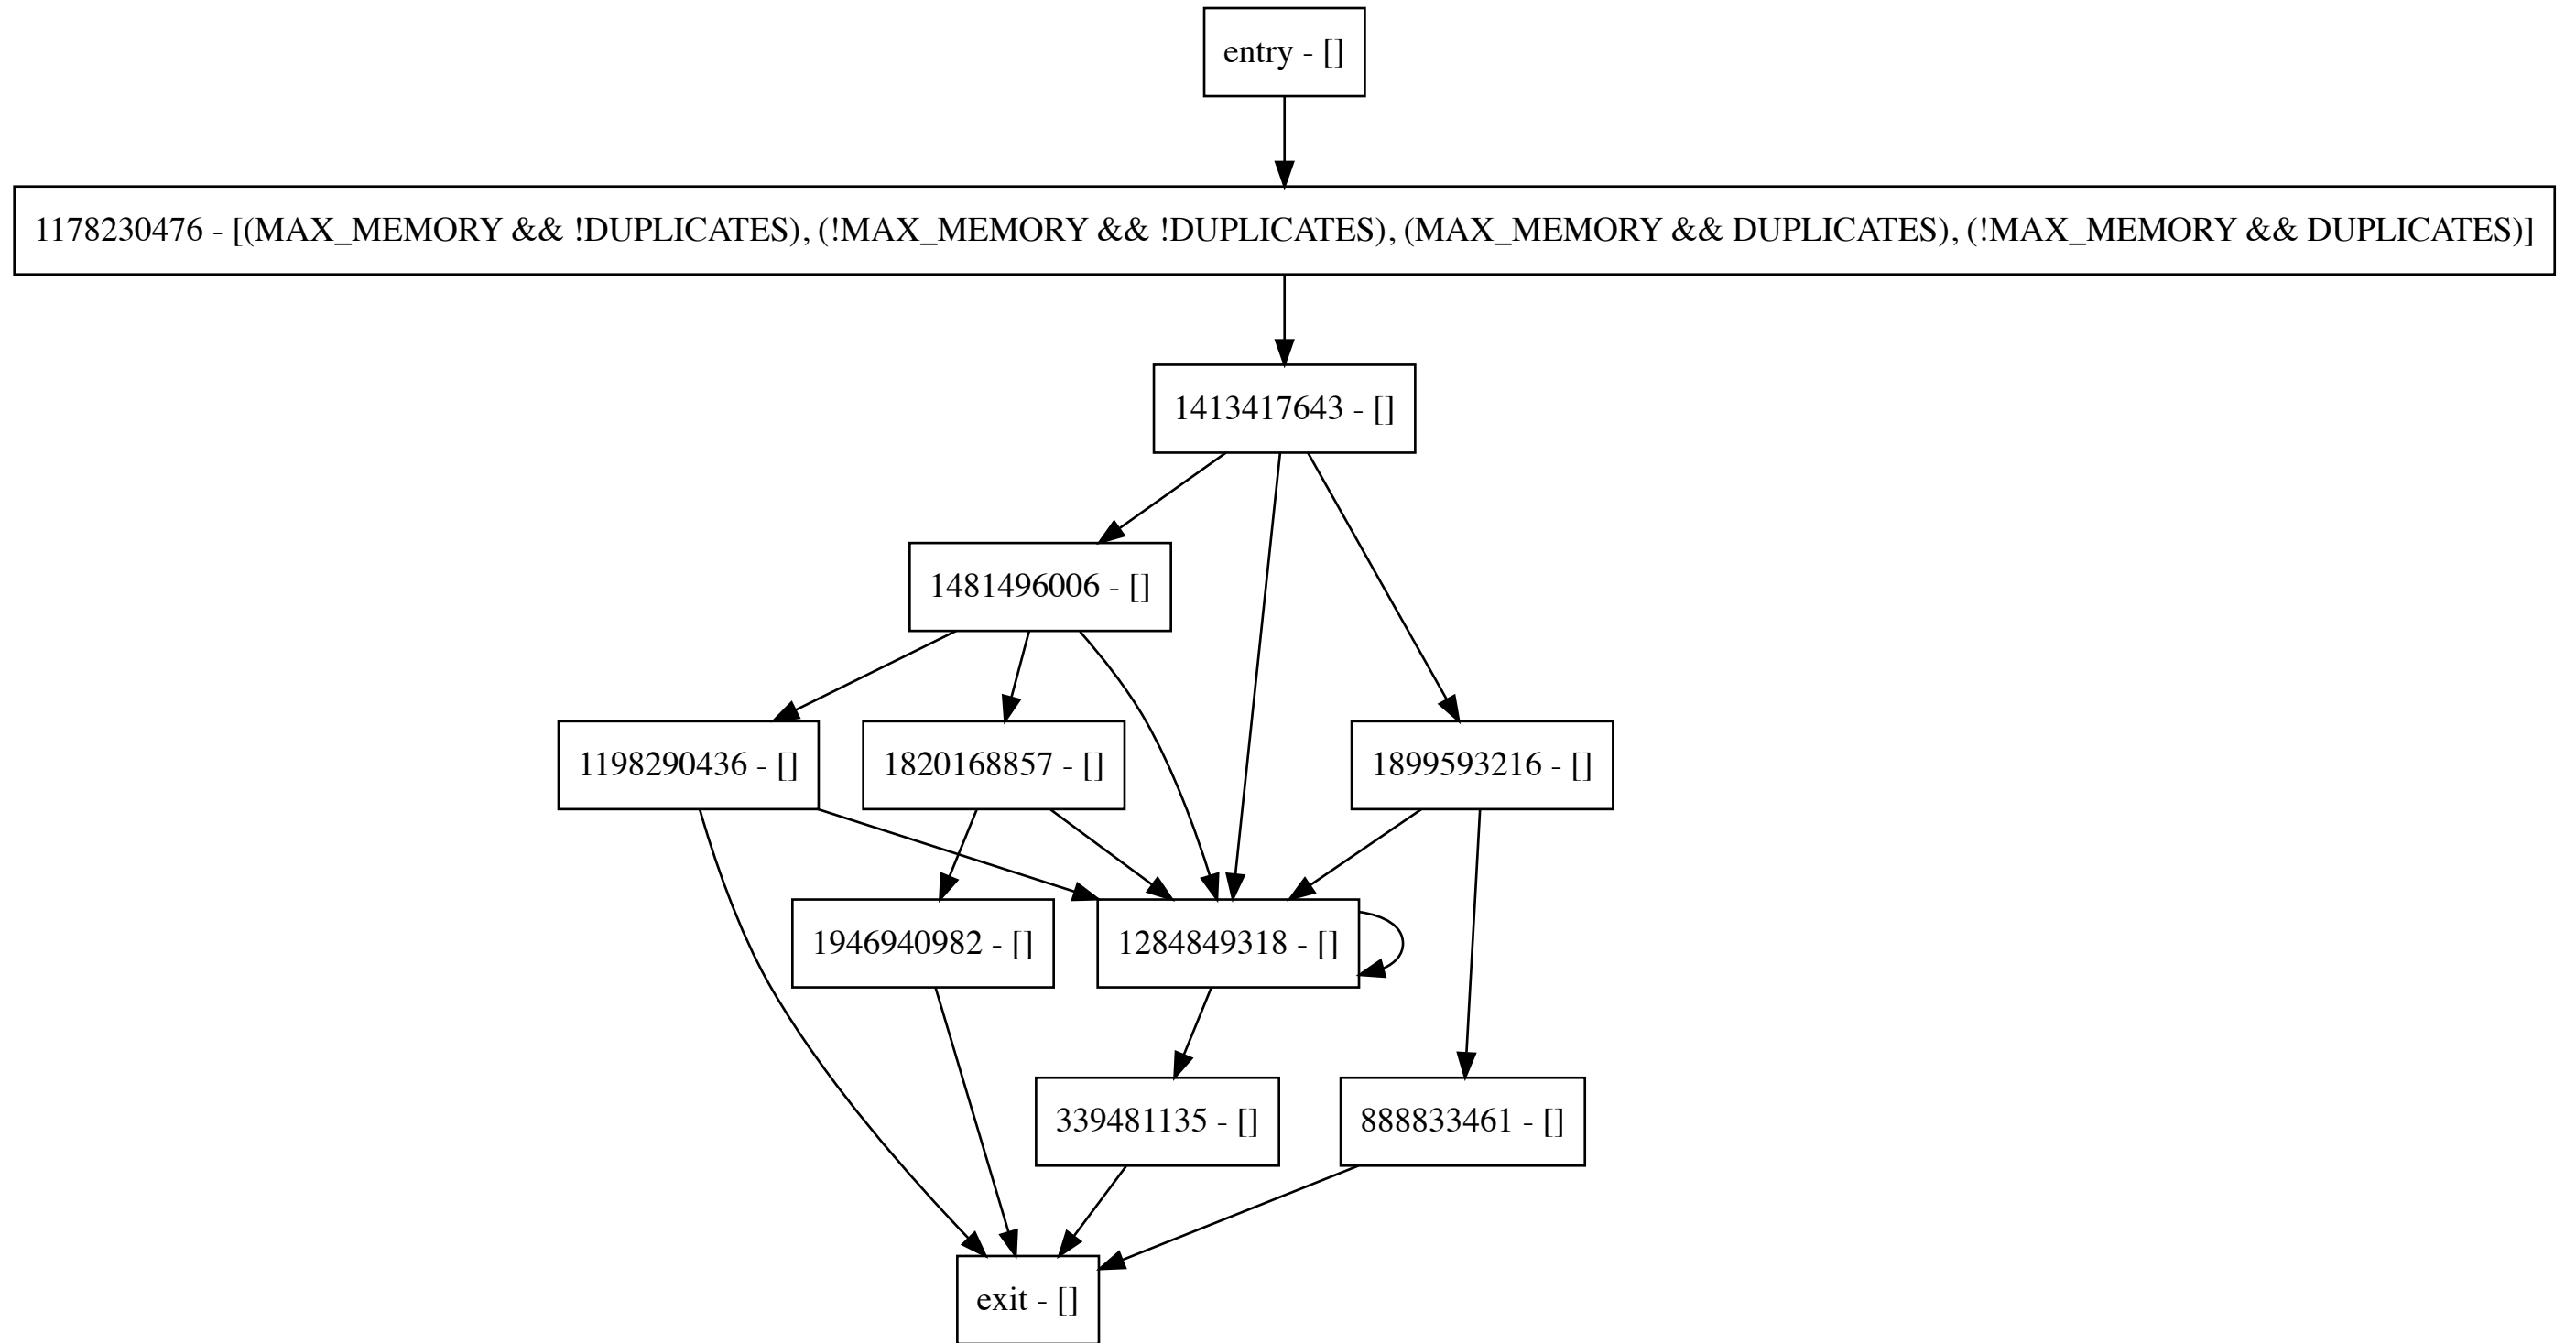 entry - []
1178230476 - [(MAX_MEMORY && !DUPLICATES), (!MAX_MEMORY && !DUPLICATES), (MAX_MEMORY && DUPLICATES), (!MAX_MEMORY && DUPLICATES)]
1413417643 - []
1481496006 - []
1198290436 - []
1820168857 - []
1899593216 - []
1946940982 - []
1284849318 - []
339481135 - []
888833461 - []
exit - []